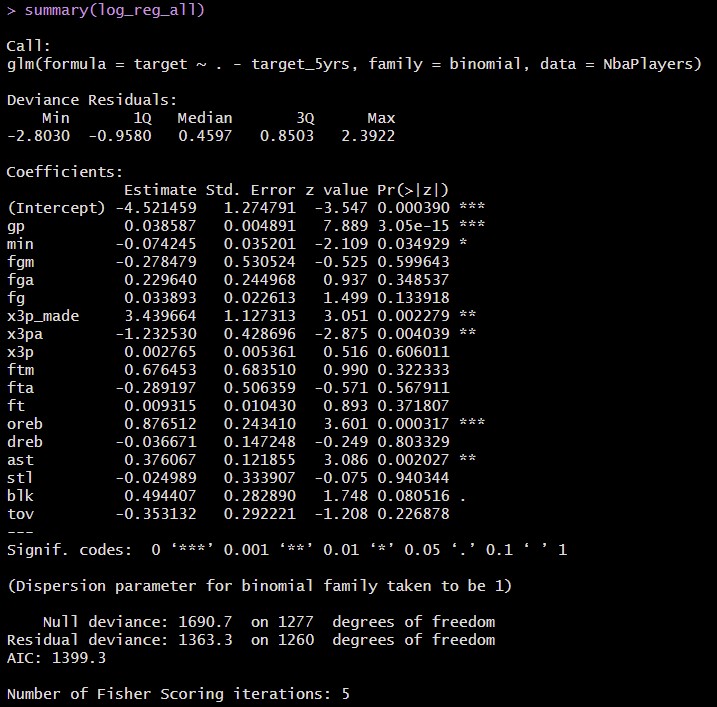 > summary(log_reg_all)

Call:
glm(formula = target ~ . - target_5yrs, family = binomial, data = NbaPlayers)

Deviance Residuals:
    Min       1Q   Median       3Q      Max
-2.8030  -0.9580   0.4597   0.8503   2.3922

Coefficients:
             Estimate Std. Error z value Pr(>|z|)
(Intercept) -4.521459   1.274791  -3.547 0.000390 ***
gp           0.038587   0.004891   7.889 3.05e-15 ***
min         -0.074245   0.035201  -2.109 0.034929 *
fgm         -0.278479   0.530524  -0.525 0.599643
fga          0.229640   0.244968   0.937 0.348537
fg           0.033893   0.022613   1.499 0.133918
x3p_made     3.439664   1.127313   3.051 0.002279 **
x3pa        -1.232530   0.428696  -2.875 0.004039 **
x3p          0.002765   0.005361   0.516 0.606011
ftm          0.676453   0.683510   0.990 0.322333
fta         -0.289197   0.506359  -0.571 0.567911
ft           0.009315   0.010430   0.893 0.371807
oreb         0.876512   0.243410   3.601 0.000317 ***
dreb        -0.036671   0.147248  -0.249 0.803329
ast          0.376067   0.121855   3.086 0.002027 **
stl         -0.024989   0.333907  -0.075 0.940344
blk          0.494407   0.282890   1.748 0.080516 .
tov         -0.353132   0.292221  -1.208 0.226878
---
Signif. codes:  0 ‘***’ 0.001 ‘**’ 0.01 ‘*’ 0.05 ‘.’ 0.1 ‘ ’ 1

(Dispersion parameter for binomial family taken to be 1)

    Null deviance: 1690.7  on 1277  degrees of freedom
Residual deviance: 1363.3  on 1260  degrees of freedom
AIC: 1399.3

Number of Fisher Scoring iterations: 5